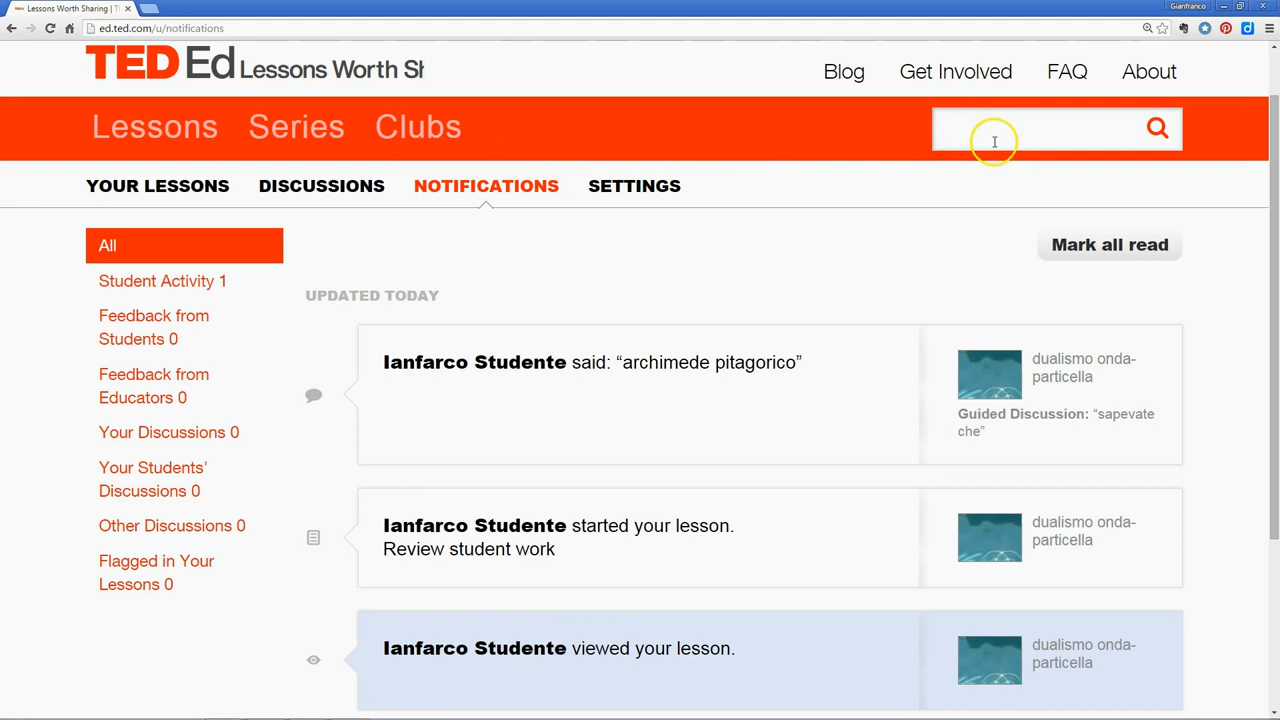 Lessons Worth Sharing | T
Gianfranco
ed.ted.com/u/notifications
TED Ed Lessons Worth Sh
Blog Get Involved FAQ About
Lessons Series Clubs
YOUR LESSONS DISCUSSIONS NOTIFICATIONS SETTINGS
All
Mark all read
Student Activity 1
Feedback from
Students 0
Feedback from
Educators 0
Your Discussions 0
Your Students'
Discussions 0
Other Discussions 0
Flagged in Your
Lessons 0
UPDATED TODAY
Ianfarco Studente said: “archimede pitagorico”
dualismo onda-
particella
Guided Discussion: “sapevate
che”
Ianfarco Studente started your lesson.
Review student work
dualismo onda-
particella
Ianfarco Studente viewed your lesson.
dualismo onda-
particella